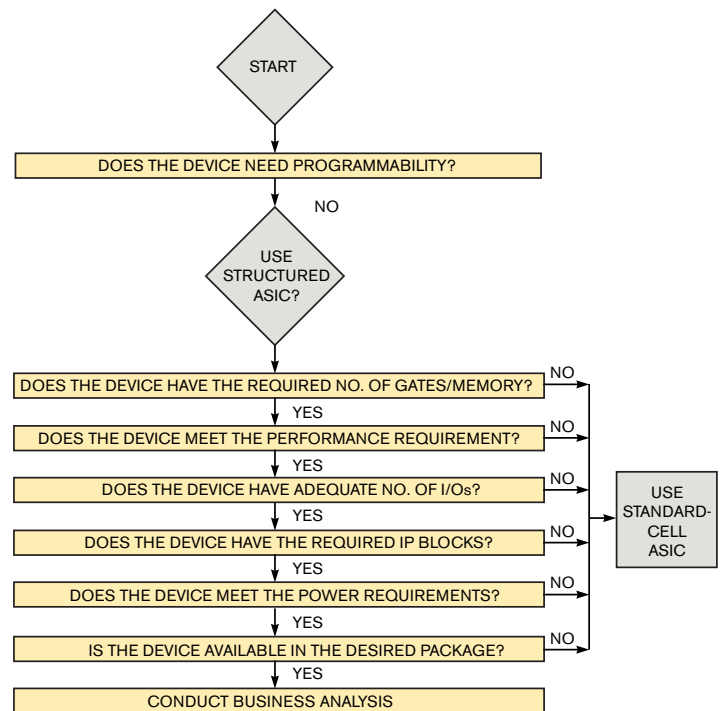 START
DOES THE DEVICE NEED PROGRAMMABILITY?
NO
USE
STRUCTURED
ASIC?
DOES THE DEVICE HAVE THE REQUIRED NO. OF GATES/MEMORY?
NO
YES
DOES THE DEVICE MEET THE PERFORMANCE REQUIREMENT?
NO
YES
DOES THE DEVICE HAVE ADEQUATE NO. OF I/Os?
NO
YES
DOES THE DEVICE HAVE THE REQUIRED IP BLOCKS?
NO
YES
DOES THE DEVICE MEET THE POWER REQUIREMENTS?
NO
YES
IS THE DEVICE AVAILABLE IN THE DESIRED PACKAGE?
NO
YES
CONDUCT BUSINESS ANALYSIS
USE
STANDARD-
CELL
ASIC